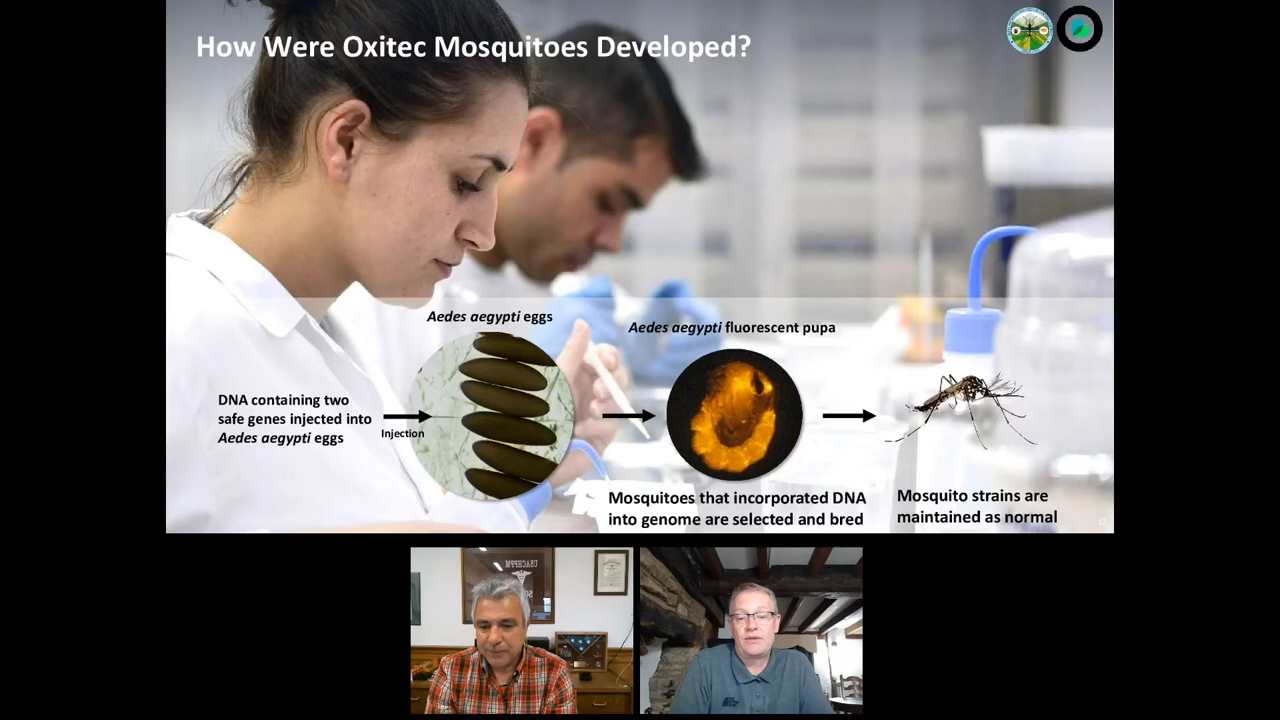 How Were Oxitec Mosquitoes Developed?
Aedes aegypti eggs
Aedes aegypti fluorescent pupa
DNA containing two
safe genes injected into
Aedes aegypti eggs
Injection
Mosquitoes that incorporated DNA
into genome are selected and bred
Mosquito strains are
maintained as normal
USACHPPM